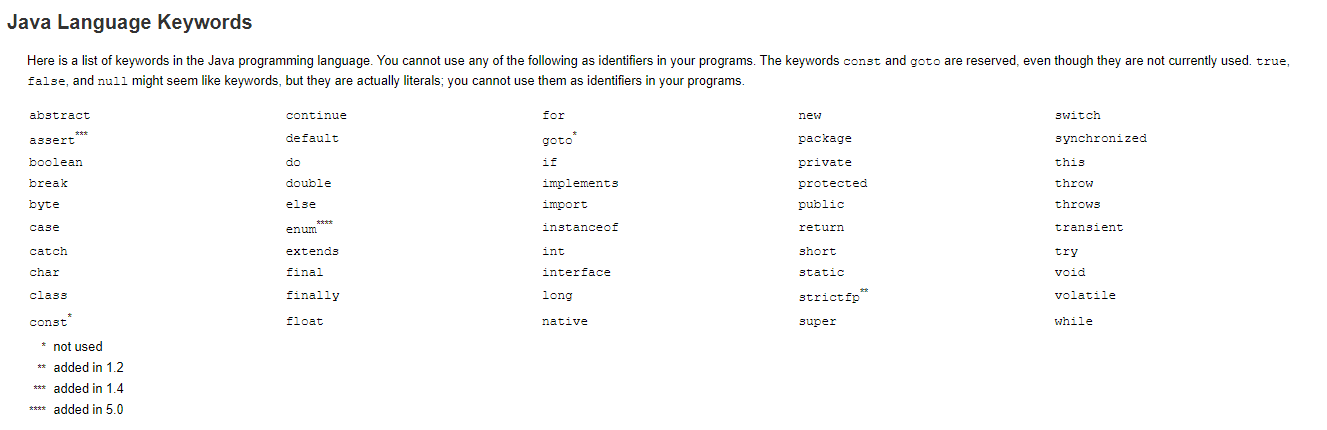 Java Language Keywords
Here is a list of keywords in the Java programming language. You cannot use any of the following as identifiers in your programs. The keywords const and goto are reserved, even though they are not currently used. true,
false, and null might seem like keywords, but they are actually literals; you cannot use them as identifiers in your programs.
abstract continue for new switch
assert*** default goto* package synchronized
boolean do if private this
break double implements protected throw
byte else import public throws
case enum**** instanceof return transient
catch extends int short try
char final interface static void
class finally long strictfp** volatile
const* float native super while
* not used
** added in 1.2
*** added in 1.4
**** added in 5.0